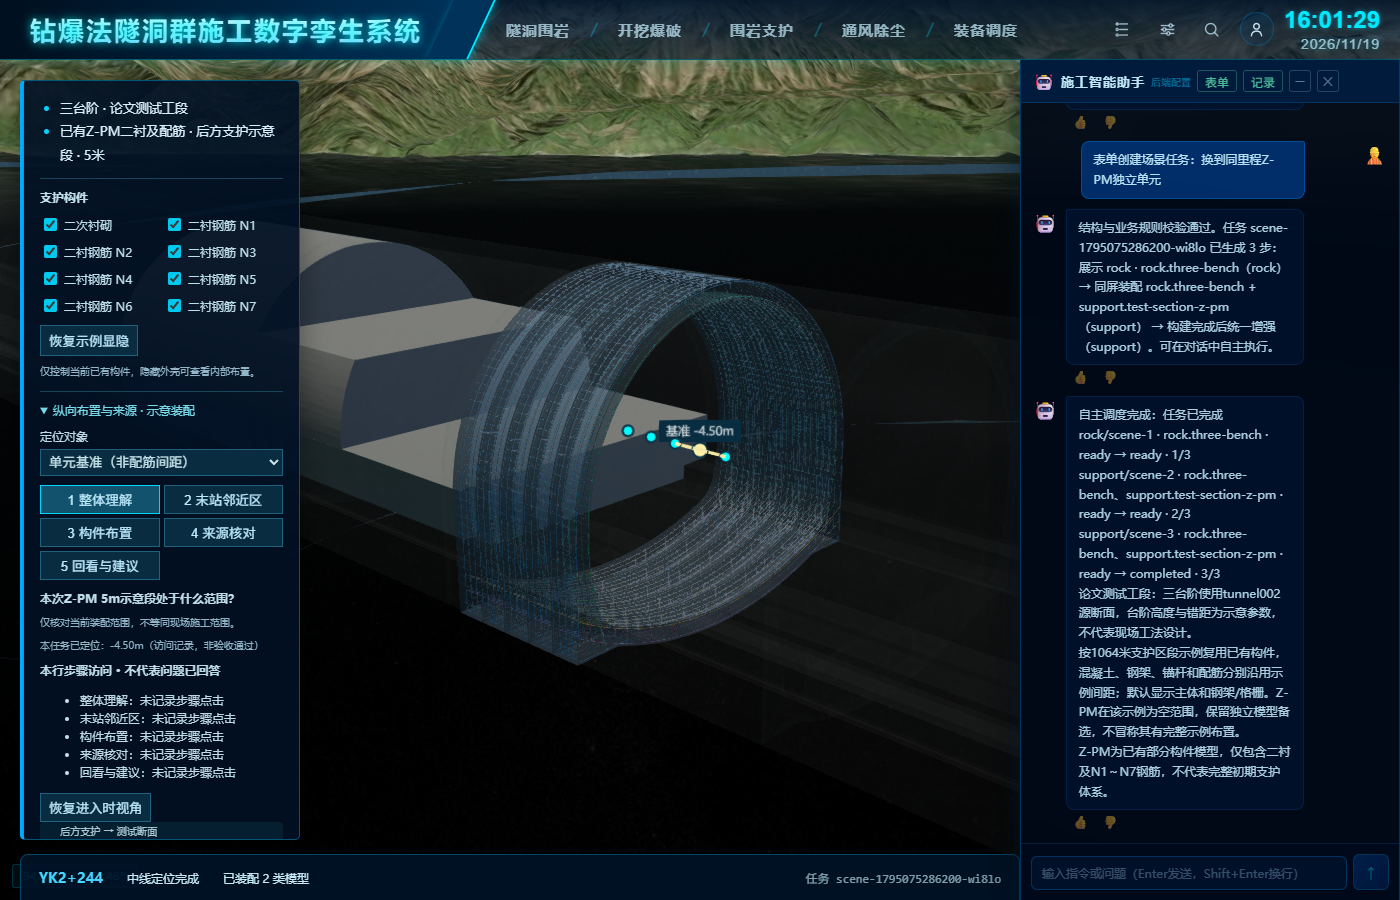 钻爆法隧洞群施工数字孪生系统
隧洞围岩 / 开挖爆破 / 围岩支护 / 通风除尘 / 装备调度
16:01:29
2026/11/19
三台阶 · 论文测试工段
已有Z-PM二衬及配筋 · 后方支护示意
段 · 5米
支护构件
二次衬砌 二衬钢筋 N1
二衬钢筋 N2 二衬钢筋 N3
二衬钢筋 N4 二衬钢筋 N5
二衬钢筋 N6 二衬钢筋 N7
恢复示例显隐
仅控制当前已有构件，隐藏外壳可查看内部布置。
▼ 纵向布置与来源 · 示意装配
定位对象
单元基准（非配筋间距）
1 整体理解 2 末站邻近区
3 构件布置 4 来源核对
5 回看与建议
本次Z-PM 5m示意段处于什么范围?
仅核对当前装配范围，不等同现场施工范围。
本任务已定位：-4.50m（访问记录，非验收通过）
本行步骤访问 · 不代表问题已回答
整体理解：未记录步骤点击
末站邻近区：未记录步骤点击
构件布置：未记录步骤点击
来源核对：未记录步骤点击
回看与建议：未记录步骤点击
恢复进入时视角
后方支护 → 测试断面
基准 -4.50m
YK2+244 中线定位完成 已装配 2 类模型 任务 scene-1795075286200-wi8lo
施工智能助手 后端配置 表单 记录
表单创建场景任务：换到同里程Z-
PM独立单元
结构与业务规则校验通过。任务 scene-
1795075286200-wi8lo 已生成 3 步：
展示 rock · rock.three-bench（rock）
→ 同屏装配 rock.three-bench +
support.test-section-z-pm
（support） → 构建完成后统一增强
（support）。可在对话中自主执行。
自主调度完成：任务已完成
rock/scene-1 · rock.three-bench ·
ready → ready · 1/3
support/scene-2 · rock.three-
bench、support.test-section-z-pm ·
ready → ready · 2/3
support/scene-3 · rock.three-
bench、support.test-section-z-pm ·
ready → completed · 3/3
论文测试工段：三台阶使用tunnel002
源断面，台阶高度与错距为示意参数，
不代表现场工法设计。
按1064米支护区段示例复用已有构件，
混凝土、钢架、锚杆和配筋分别沿用示
例间距；默认显示主体和钢架/格栅。Z-
PM在该示例为空范围，保留独立模型备
选，不冒称其有完整示例布置。
Z-PM为已有部分构件模型，仅包含二衬
及N1～N7钢筋，不代表完整初期支护
体系。
输入指令或问题（Enter发送，Shift+Enter换行）